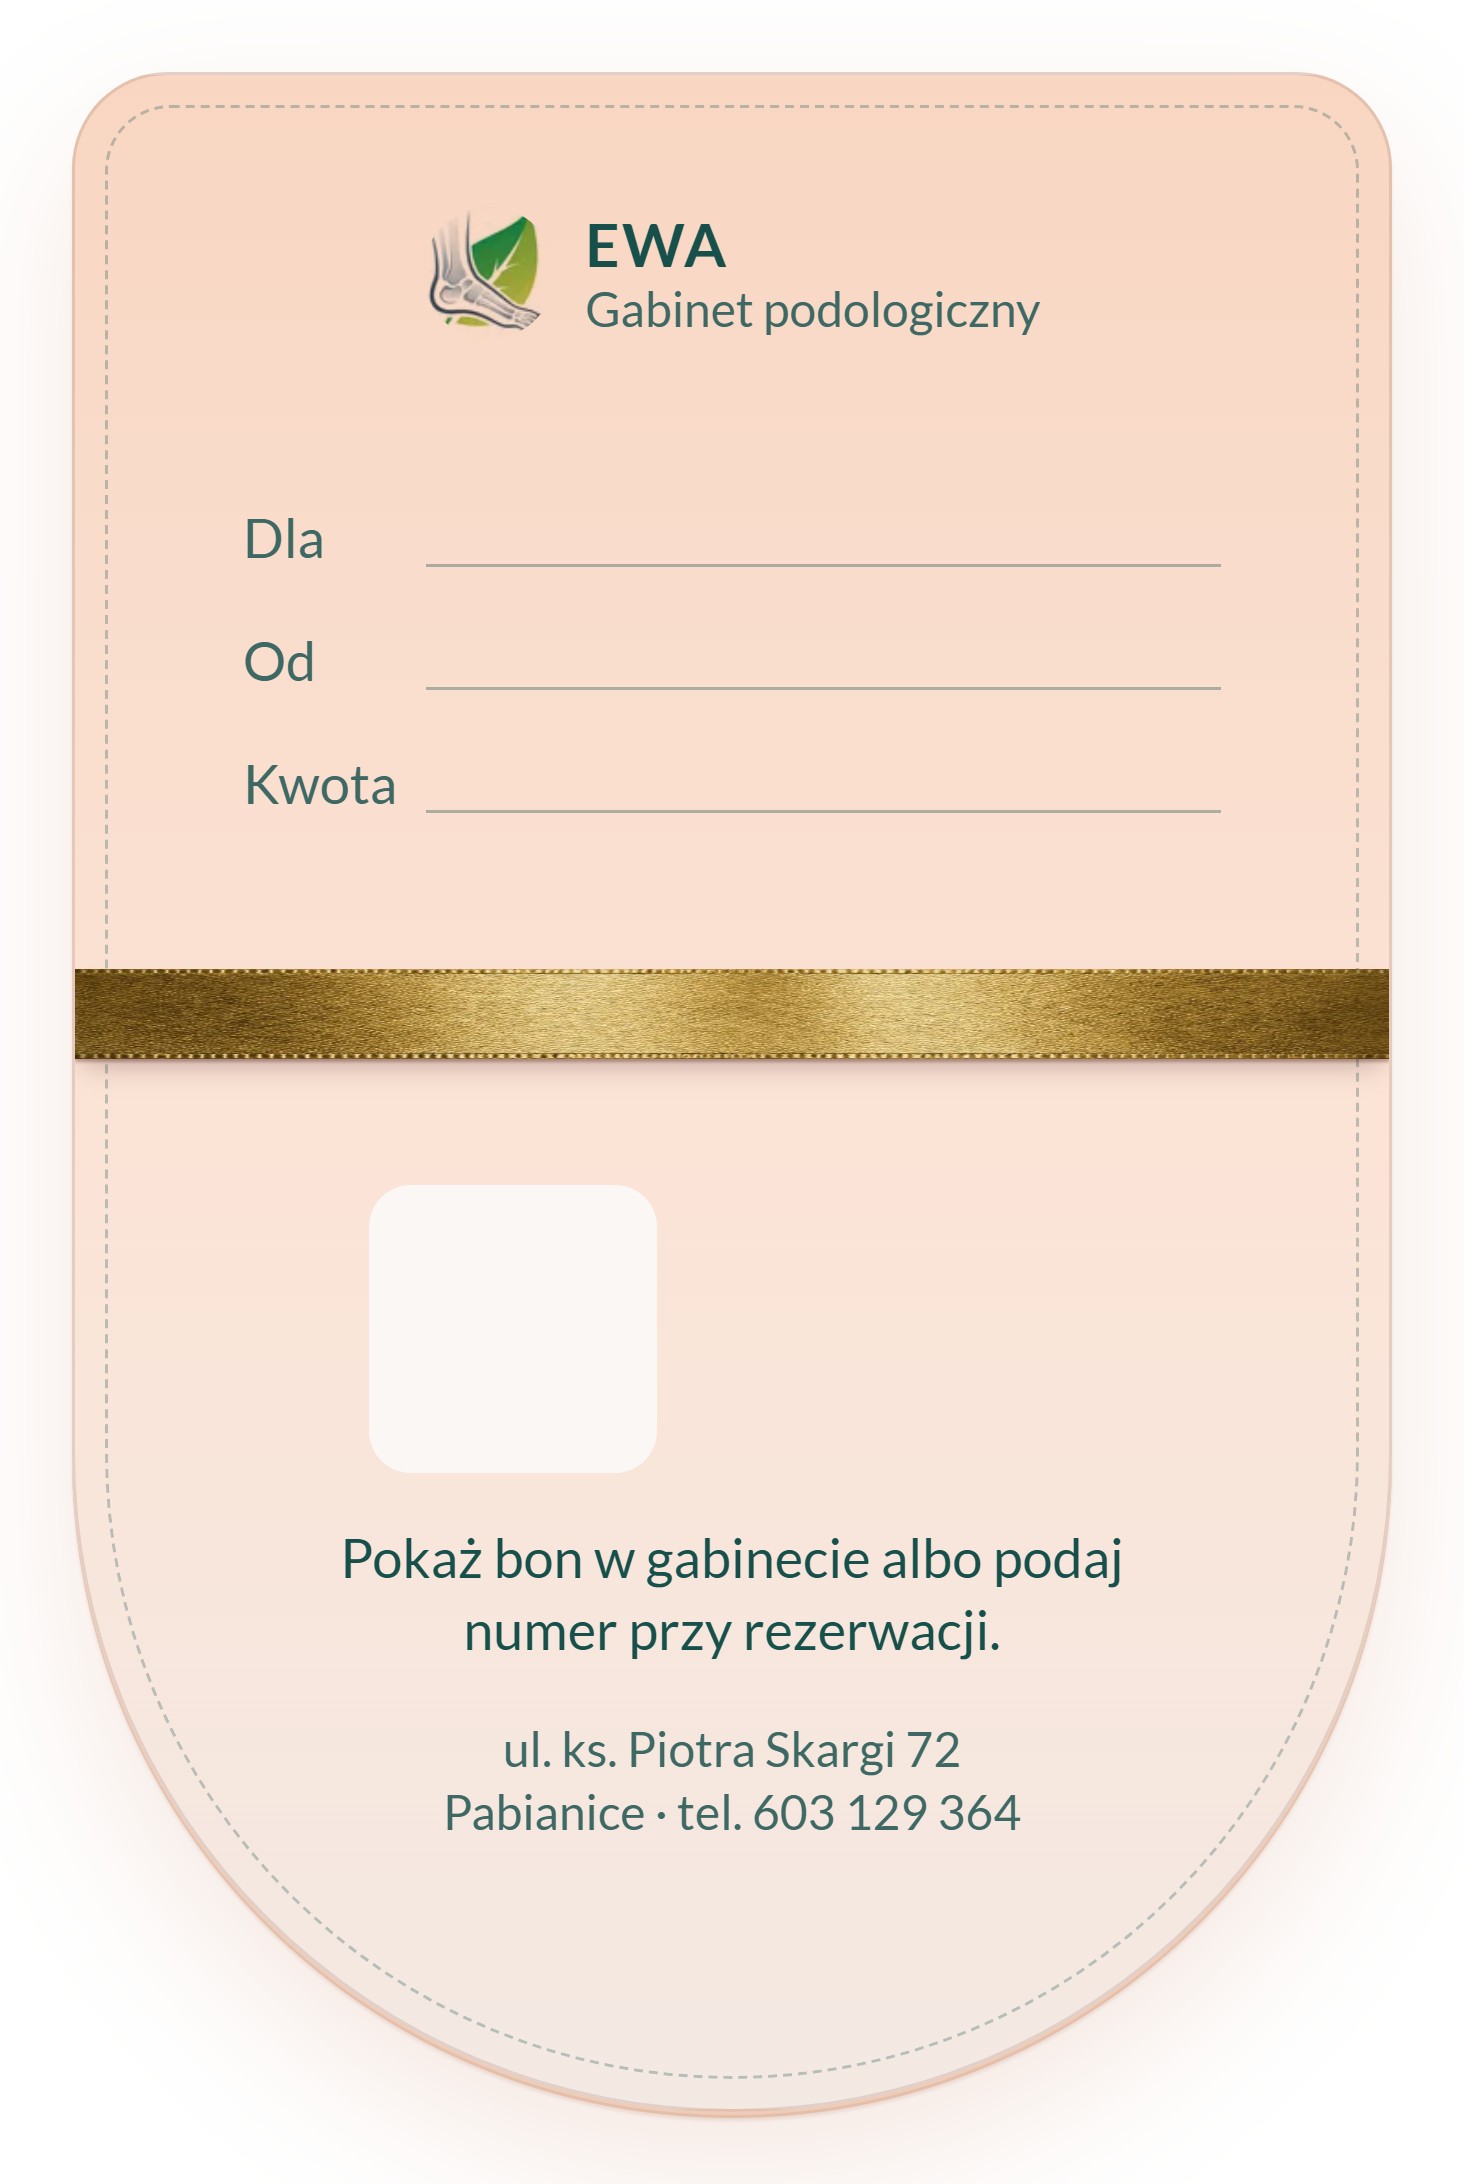 EWA
Gabinet podologiczny
Dla
Od
Kwota
Pokaż bon w gabinecie albo podaj
numer przy rezerwacji.
ul. ks. Piotra Skargi 72
Pabianice · tel. 603 129 364